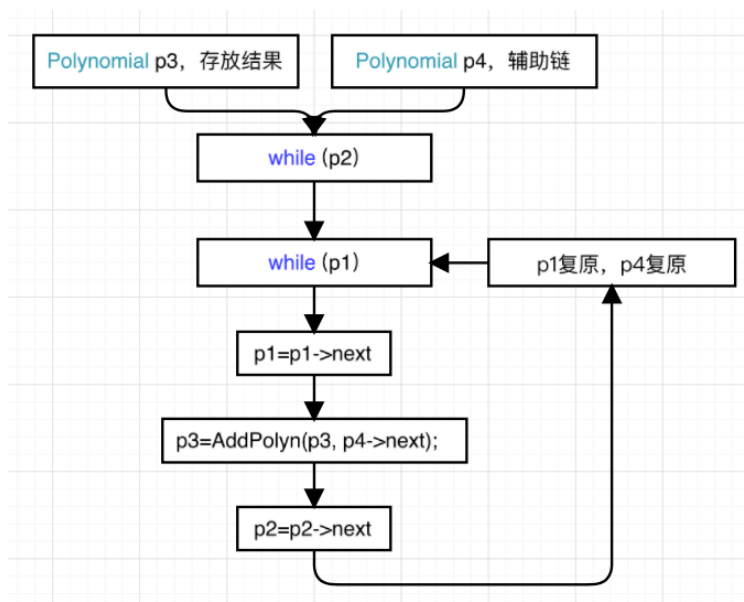 Polynomial p3，存放结果
Polynomial p4，辅助链
while (p2)
while (p1)
p1复原，p4复原
p1=p1->next
p3=AddPolyn(p3, p4->next);
p2=p2->next